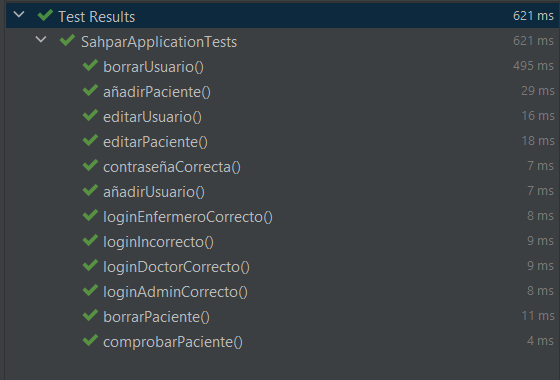 Test Results 621 ms
SahparApplicationTests 621 ms
borrarUsuario() 495 ms
añadirPaciente() 29 ms
editarUsuario() 16 ms
editarPaciente() 18 ms
contraseñaCorrecta() 7 ms
añadirUsuario() 7 ms
loginEnfermeroCorrecto() 8 ms
loginIncorrecto() 9 ms
loginDoctorCorrecto() 9 ms
loginAdminCorrecto() 8 ms
borrarPaciente() 11 ms
comprobarPaciente() 4 ms